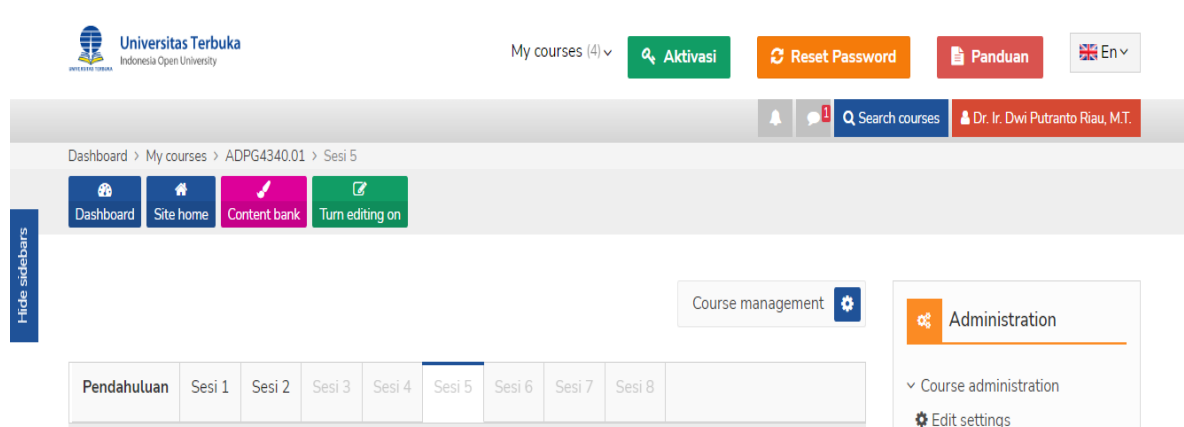 Universitas Terbuka
Indonesia Open University
UNIVERSITAS TERBUKA
My courses (4)
Aktivasi
Reset Password
Panduan
En
1
Search courses
Dr. Ir. Dwi Putranto Riau, M.T.
Dashboard > My courses > ADPG4340.01 > Sesi 5
Dashboard
Site home
Content bank
Turn editing on
Hide sidebars
Course management
Administration
Pendahuluan Sesi 1 Sesi 2 Sesi 3 Sesi 4 Sesi 5 Sesi 6 Sesi 7 Sesi 8
Course administration
Edit settings